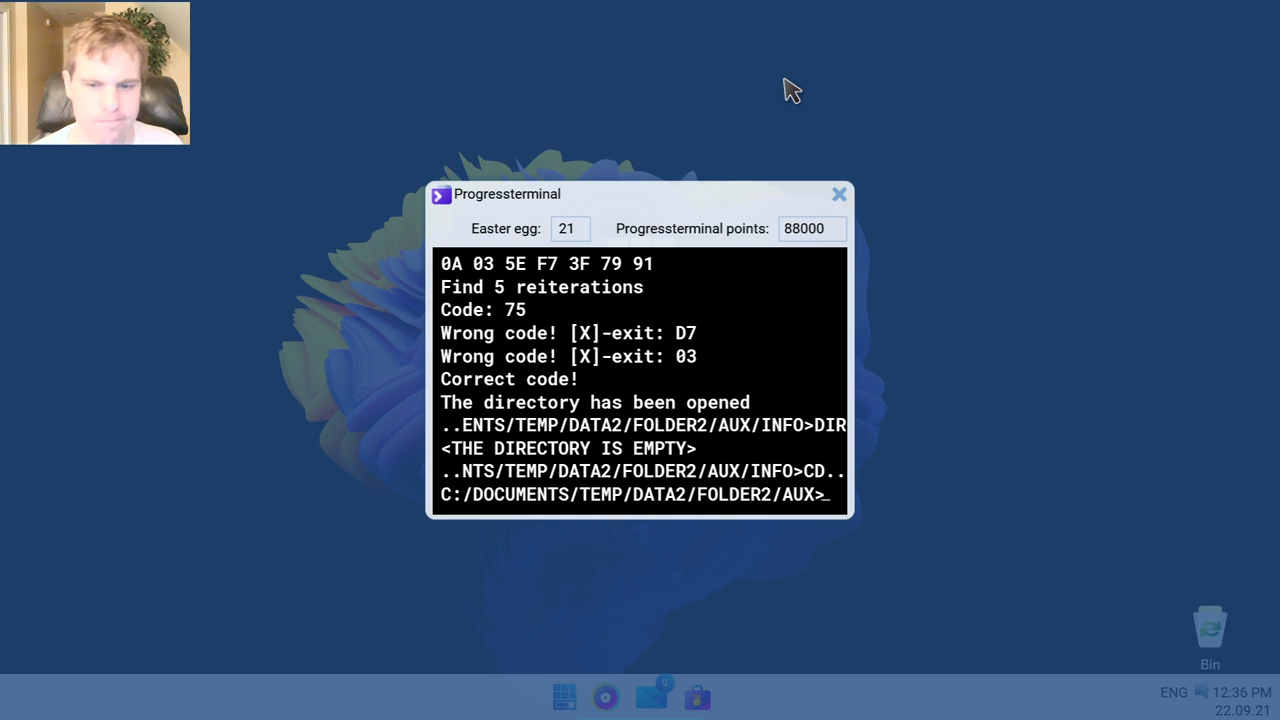 Progressterminal
Easter egg: 21 Progressterminal points: 88000
0A 03 5E F7 3F 79 91
Find 5 reiterations
Code: 75
Wrong code! [X]-exit: D7
Wrong code! [X]-exit: 03
Correct code!
The directory has been opened
..ENTS/TEMP/DATA2/FOLDER2/AUX/INFO>DIR
<THE DIRECTORY IS EMPTY>
..NTS/TEMP/DATA2/FOLDER2/AUX/INFO>CD..
C:/DOCUMENTS/TEMP/DATA2/FOLDER2/AUX>_
Bin
9
ENG 12:36 PM
22.09.21